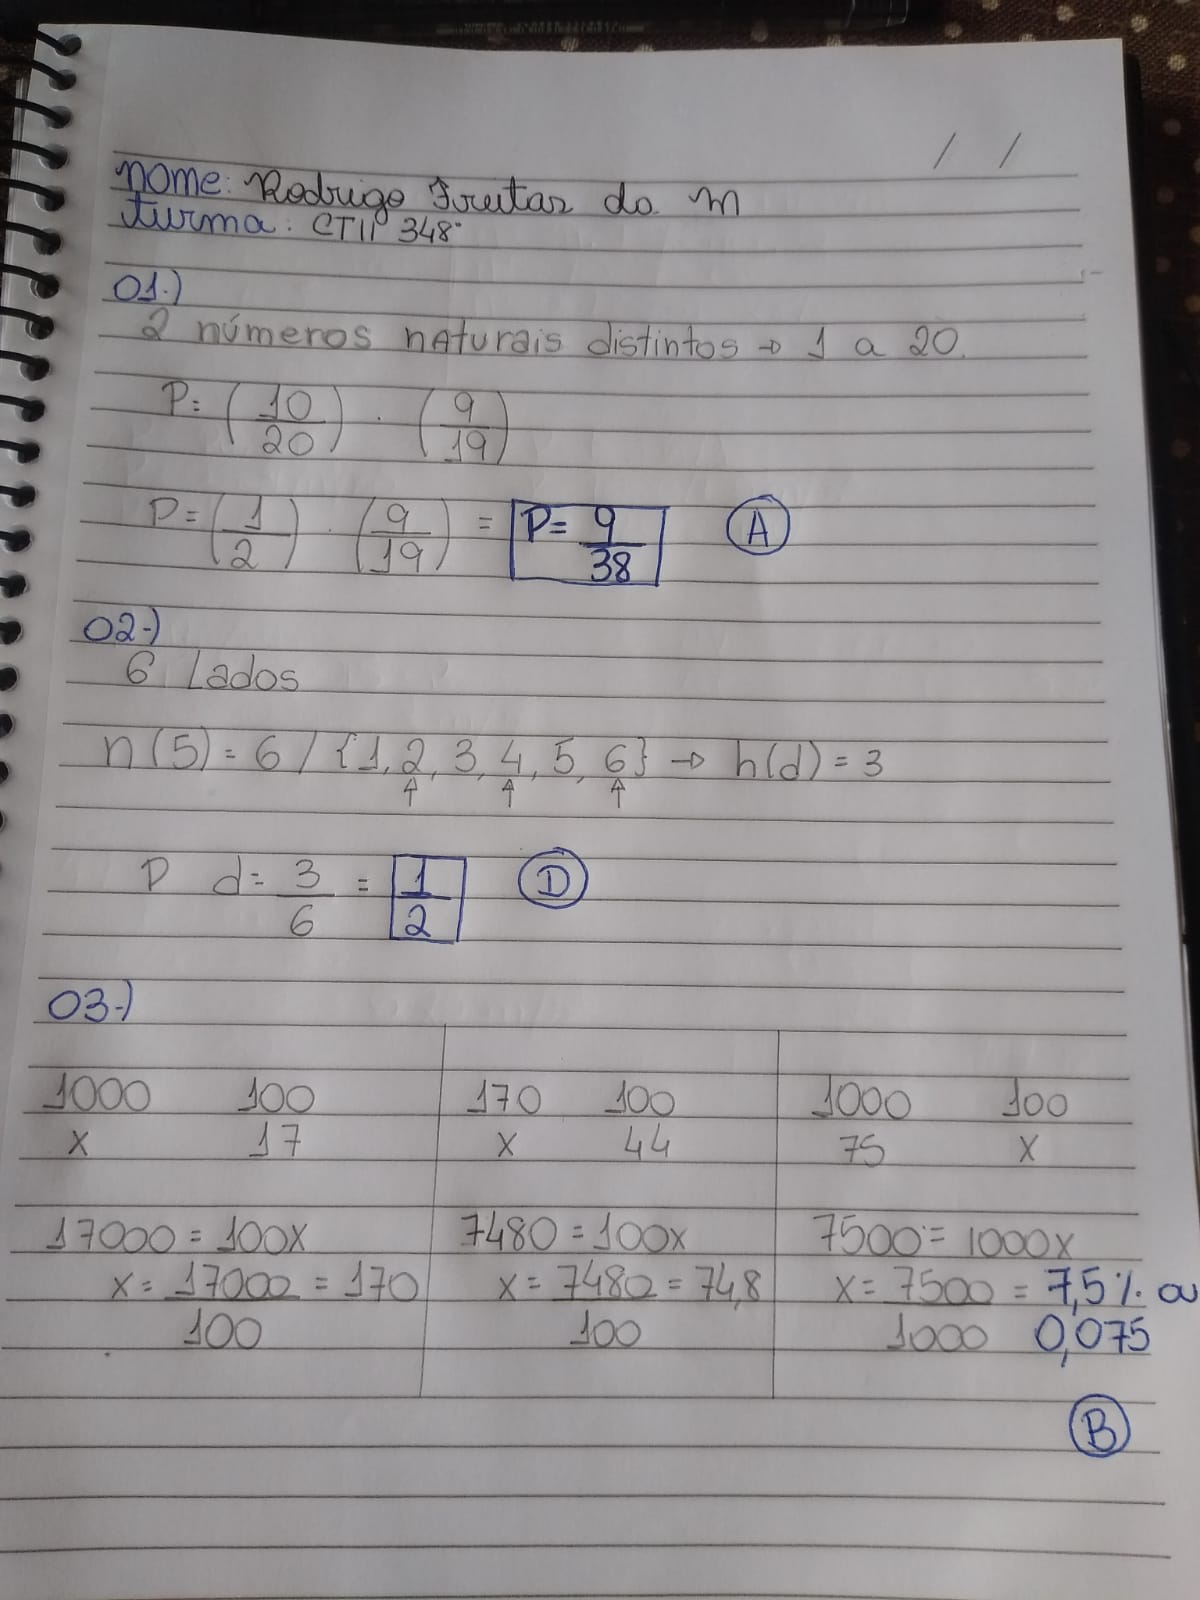 / /
nome: Rodrigo Freitas do M
turma: CTII 348
01-)
2 números naturais distintos → 1 a 20.
P= (10/20) . (9/19)
P= (1/2) . (9/19) = P= 9/38 A
02-)
6 Lados
n(5) = 6 / {1, 2, 3, 4, 5, 6} → n(d) = 3
↑ ↑ ↑
P d = 3/6 = 1/2 D
03-)
1000 100 170 100 1000 100
x 17 x 44 75 x
17000 = 100x 7480 = 100x 7500 = 1000x
x = 17000/100 = 170 x = 7480/100 = 74,8 x = 7500/1000 = 7,5% ou
0,075
B